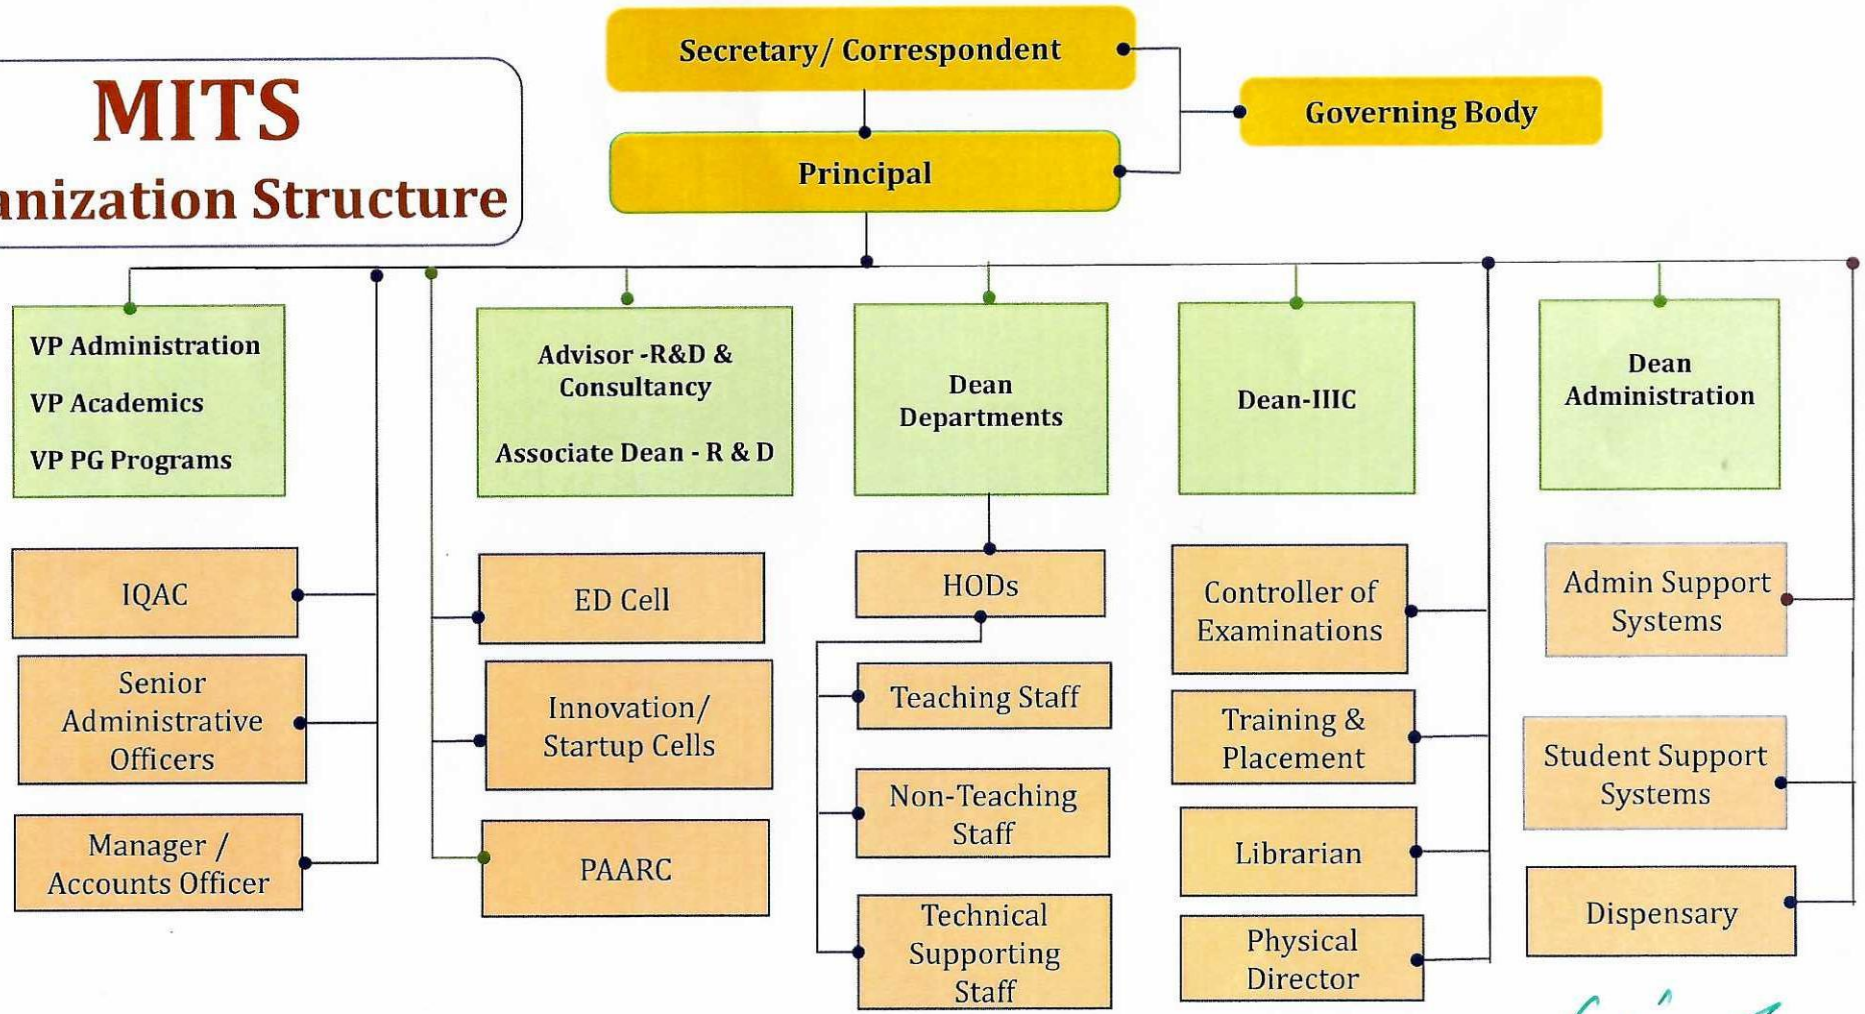 MITS
anization Structure
Secretary/ Correspondent
Governing Body
Principal
VP Administration
VP Academics
VP PG Programs
Advisor -R&D &
Consultancy
Associate Dean - R & D
Dean
Departments
Dean-IIIC
Dean
Administration
IQAC
Senior
Administrative
Officers
Manager /
Accounts Officer
ED Cell
Innovation/
Startup Cells
PAARC
HODs
Teaching Staff
Non-Teaching
Staff
Technical
Supporting
Staff
Controller of
Examinations
Training &
Placement
Librarian
Physical
Director
Admin Support
Systems
Student Support
Systems
Dispensary